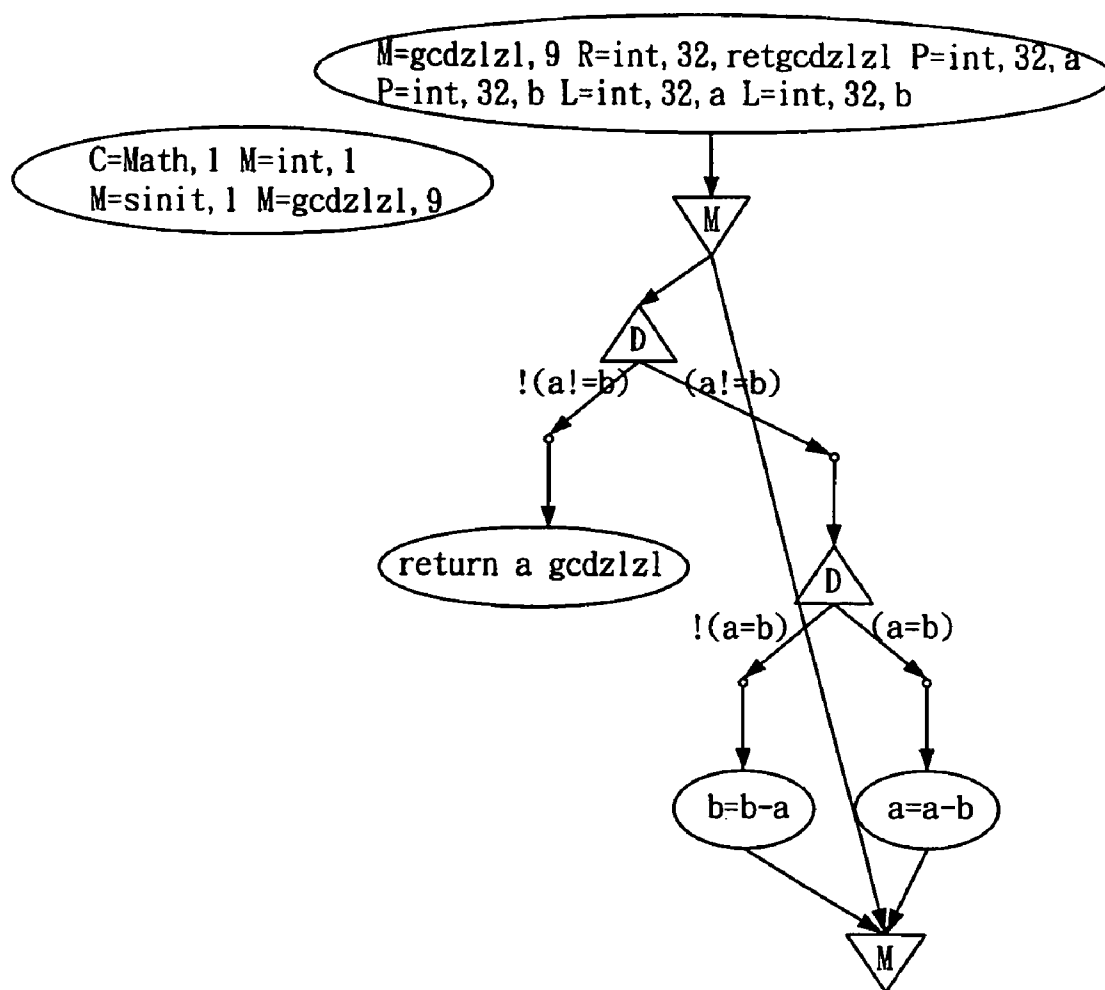 M=gcdzlzl, 9 R=int, 32, retgcdzlzl P=int, 32, a
P=int, 32, b L=int, 32, a L=int, 32, b
C=Math, 1 M=int, 1
M=sinit, 1 M=gcdzlzl, 9
M
D
!(a!=b)
(a!=b)
return a gcdzlzl
D
!(a=b)
(a=b)
b=b-a
a=a-b
M